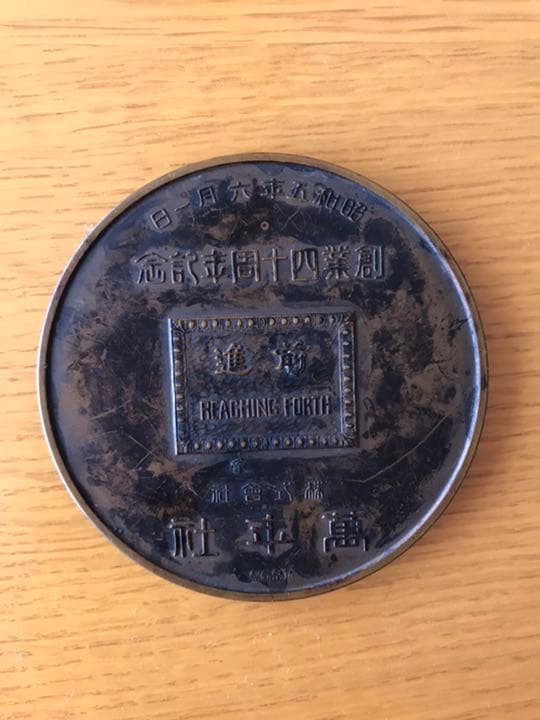 昭和五年六月一日
創業四十周年記念
前進
REACHING FORTH
株式會社
萬年社